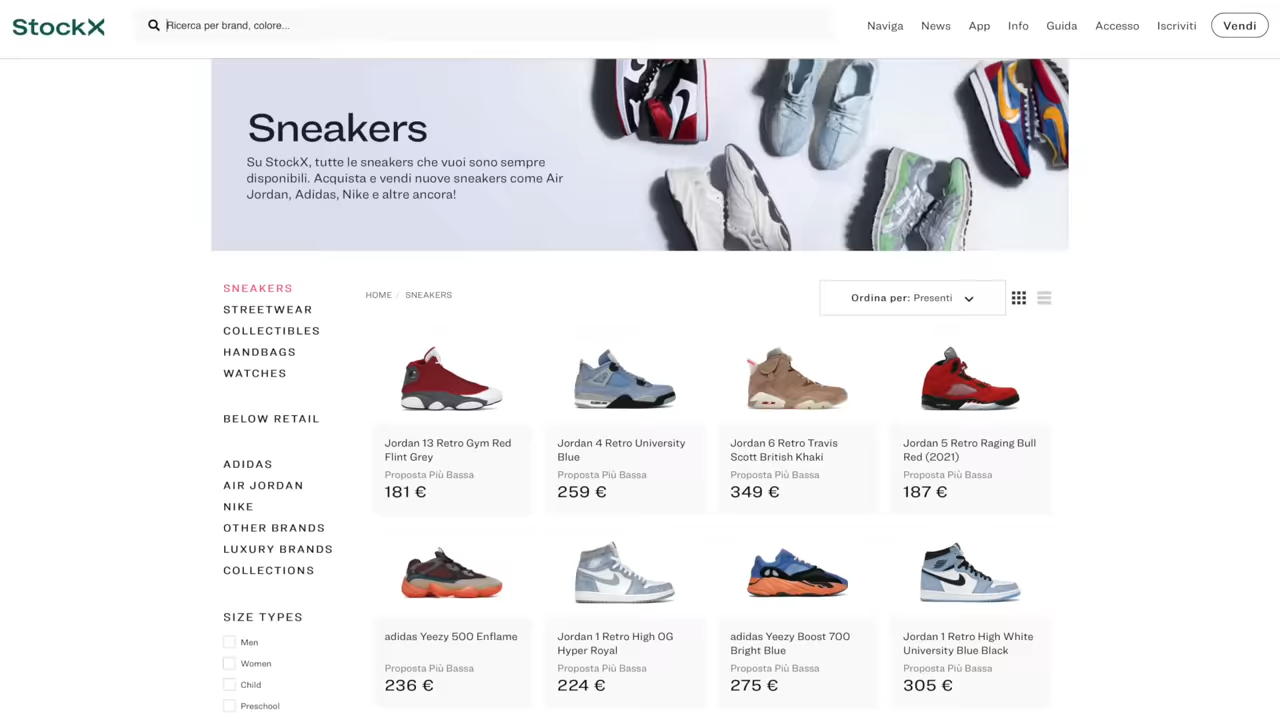 StockX
Ricerca per brand, colore...
Naviga
News
App
Info
Guida
Accesso
Iscriviti
Vendi
Sneakers
Su StockX, tutte le sneakers che vuoi sono sempre
disponibili. Acquista e vendi nuove sneakers come Air
Jordan, Adidas, Nike e altre ancora!
SNEAKERS
STREETWEAR
COLLECTIBLES
HANDBAGS
WATCHES
BELOW RETAIL
ADIDAS
AIR JORDAN
NIKE
OTHER BRANDS
LUXURY BRANDS
COLLECTIONS
SIZE TYPES
Men
Women
Child
Preschool
HOME / SNEAKERS
Ordina per: Presenti
Jordan 13 Retro Gym Red
Flint Grey
Proposta Più Bassa
181 €
Jordan 4 Retro University
Blue
Proposta Più Bassa
259 €
Jordan 6 Retro Travis
Scott British Khaki
Proposta Più Bassa
349 €
Jordan 5 Retro Raging Bull
Red (2021)
Proposta Più Bassa
187 €
adidas Yeezy 500 Enflame
Proposta Più Bassa
236 €
Jordan 1 Retro High OG
Hyper Royal
Proposta Più Bassa
224 €
adidas Yeezy Boost 700
Bright Blue
Proposta Più Bassa
275 €
Jordan 1 Retro High White
University Blue Black
Proposta Più Bassa
305 €